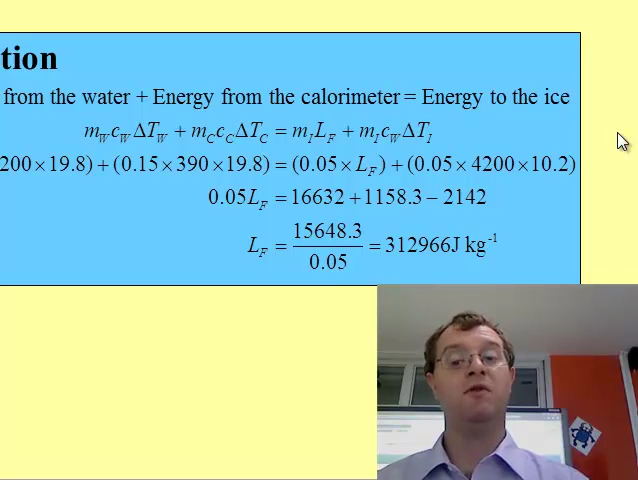 tion
from the water + Energy from the calorimeter = Energy to the ice
m_W c_W ΔT_W + m_C c_C ΔT_C = m_I L_F + m_I c_W ΔT_I
200 × 19.8) + (0.15 × 390 × 19.8) = (0.05 × L_F) + (0.05 × 4200 × 10.2)
0.05L_F = 16632 + 1158.3 − 2142
L_F = 15648.3 / 0.05 = 312966J kg^-1